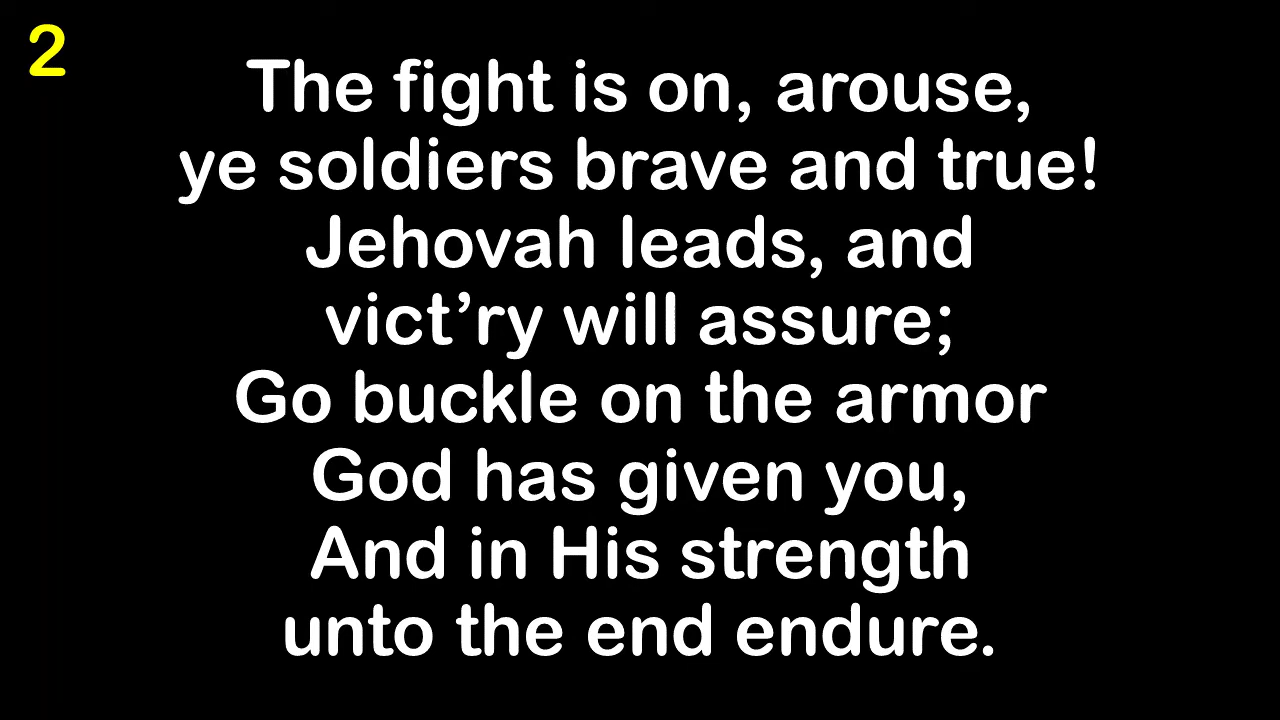 2
The fight is on, arouse,
ye soldiers brave and true!
Jehovah leads, and
vict’ry will assure;
Go buckle on the armor
God has given you,
And in His strength
unto the end endure.